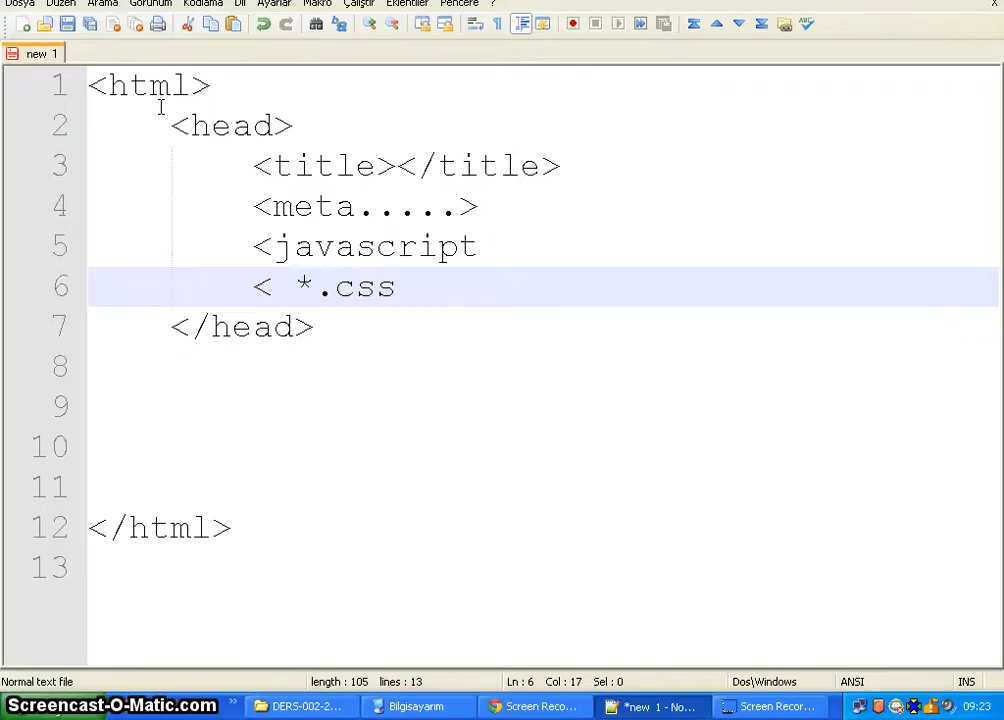 Dosya Düzen Arama Görünüm Kodlama Dil Ayarlar Makro Çalıştır Eklentiler Pencere ? X
new 1
1 <html>
2 <head>
3 <title></title>
4 <meta.....>
5 <javascript
6 < *.css
7 </head>
8
9
10
11
12 </html>
13
Normal text file length : 105 lines : 13 Ln : 6 Col : 17 Sel : 0 Dos\Windows ANSI INS
Screencast-O-Matic.com » DERS-002-2... Bilgisayarım Screen Reco... *new 1 - No... Screen Recor... 09:23